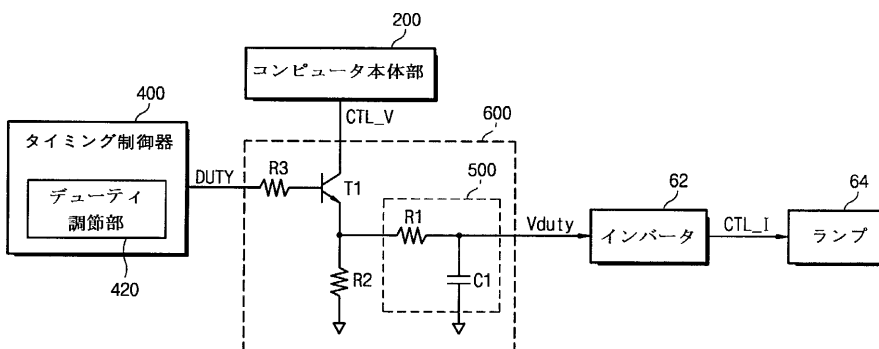 200
コンピュータ本体部
CTL_V
400
タイミング制御器
デューティ
調節部
420
DUTY
600
R3
T1
500
R1
R2
C1
Vduty
62
インバータ
CTL_I
64
ランプ